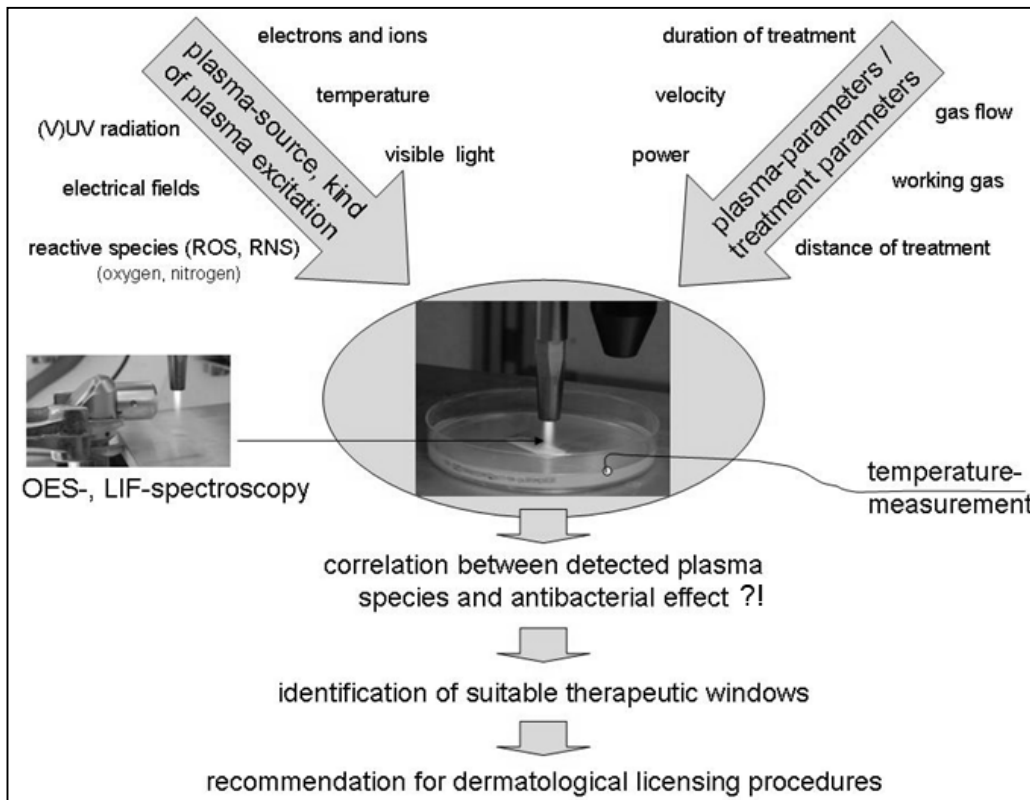 electrons and ions
duration of treatment
plasma-source, kind
of plasma excitation
plasma-parameters /
treatment parameters
temperature
velocity
(V)UV radiation
gas flow
visible light
power
electrical fields
working gas
reactive species (ROS, RNS)
(oxygen, nitrogen)
distance of treatment
OES-, LIF-spectroscopy
temperature-
measurement
correlation between detected plasma
species and antibacterial effect ?!
identification of suitable therapeutic windows
recommendation for dermatological licensing procedures